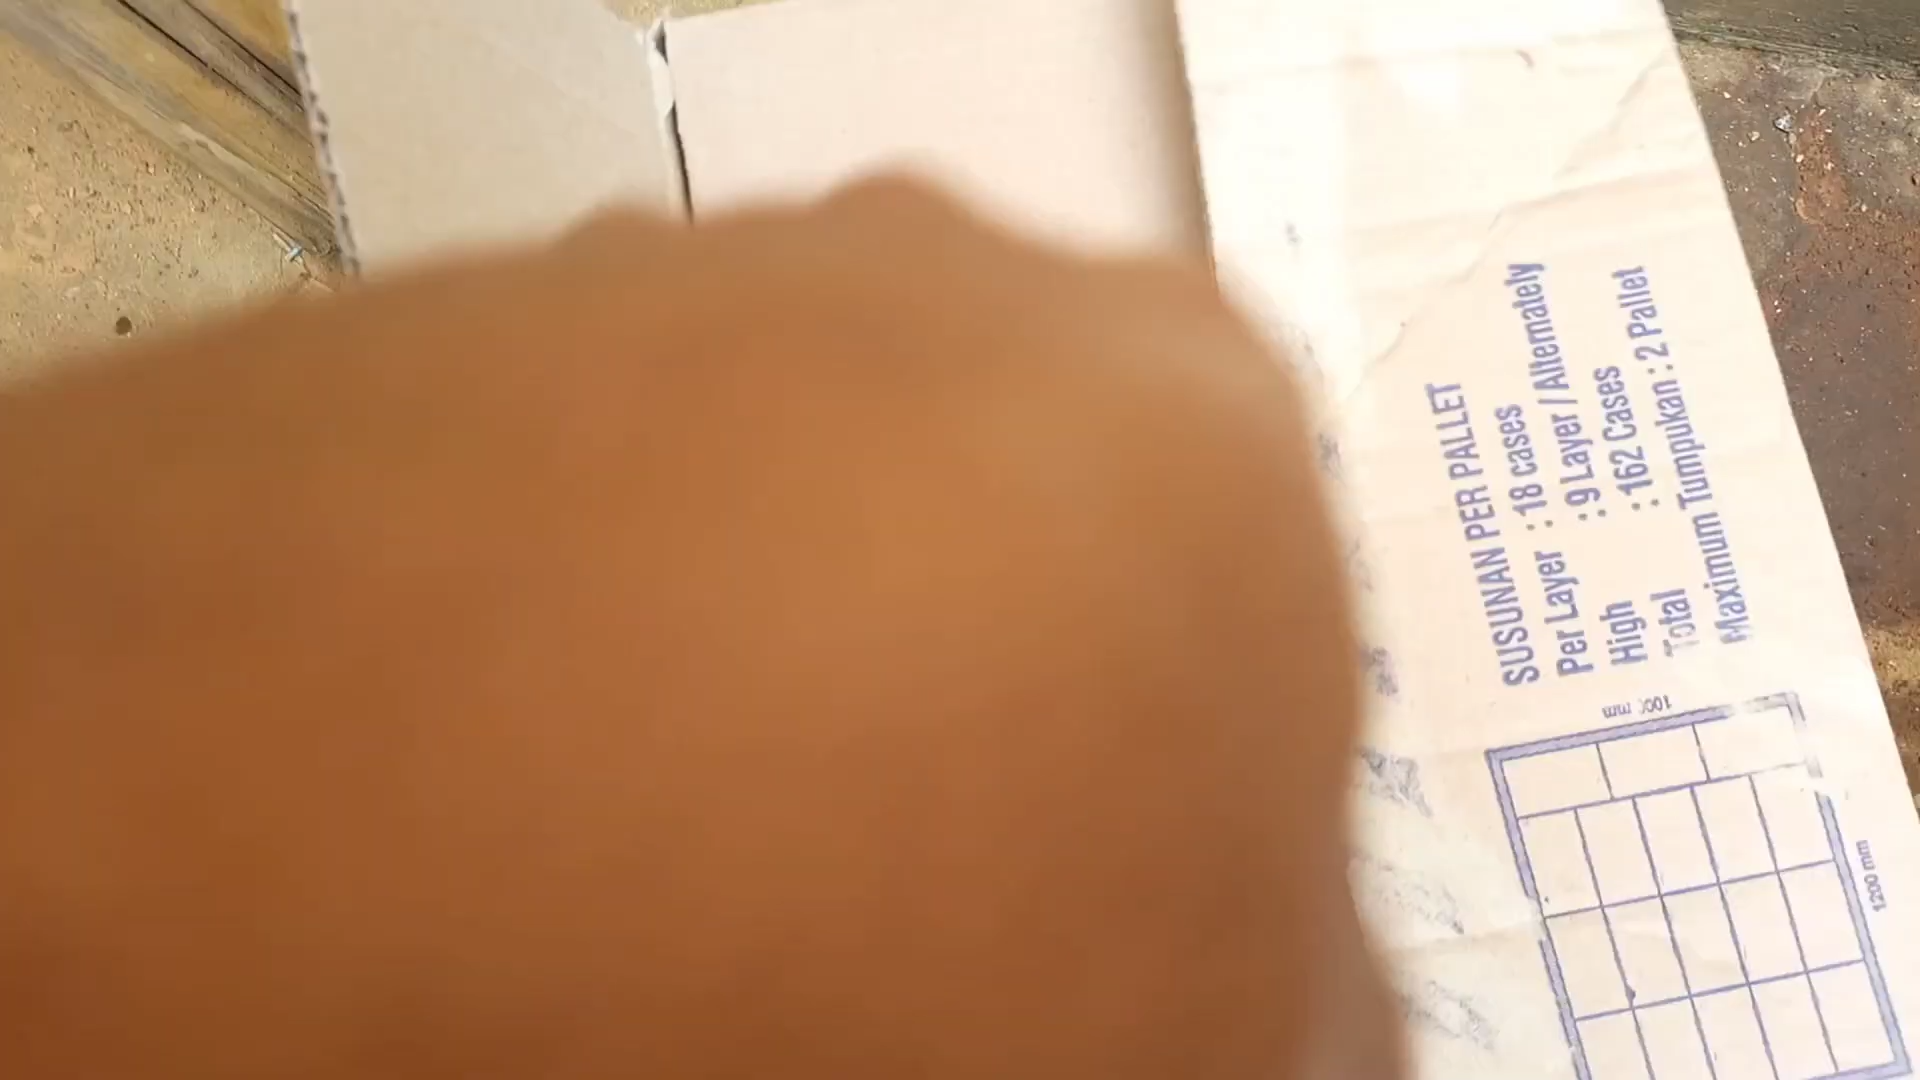 SUSUNAN PER PALLET
Per Layer : 18 cases
High : 9 Layer / Alternately
Total : 162 Cases
Maximum Tumpukan : 2 Pallet
1200 mm